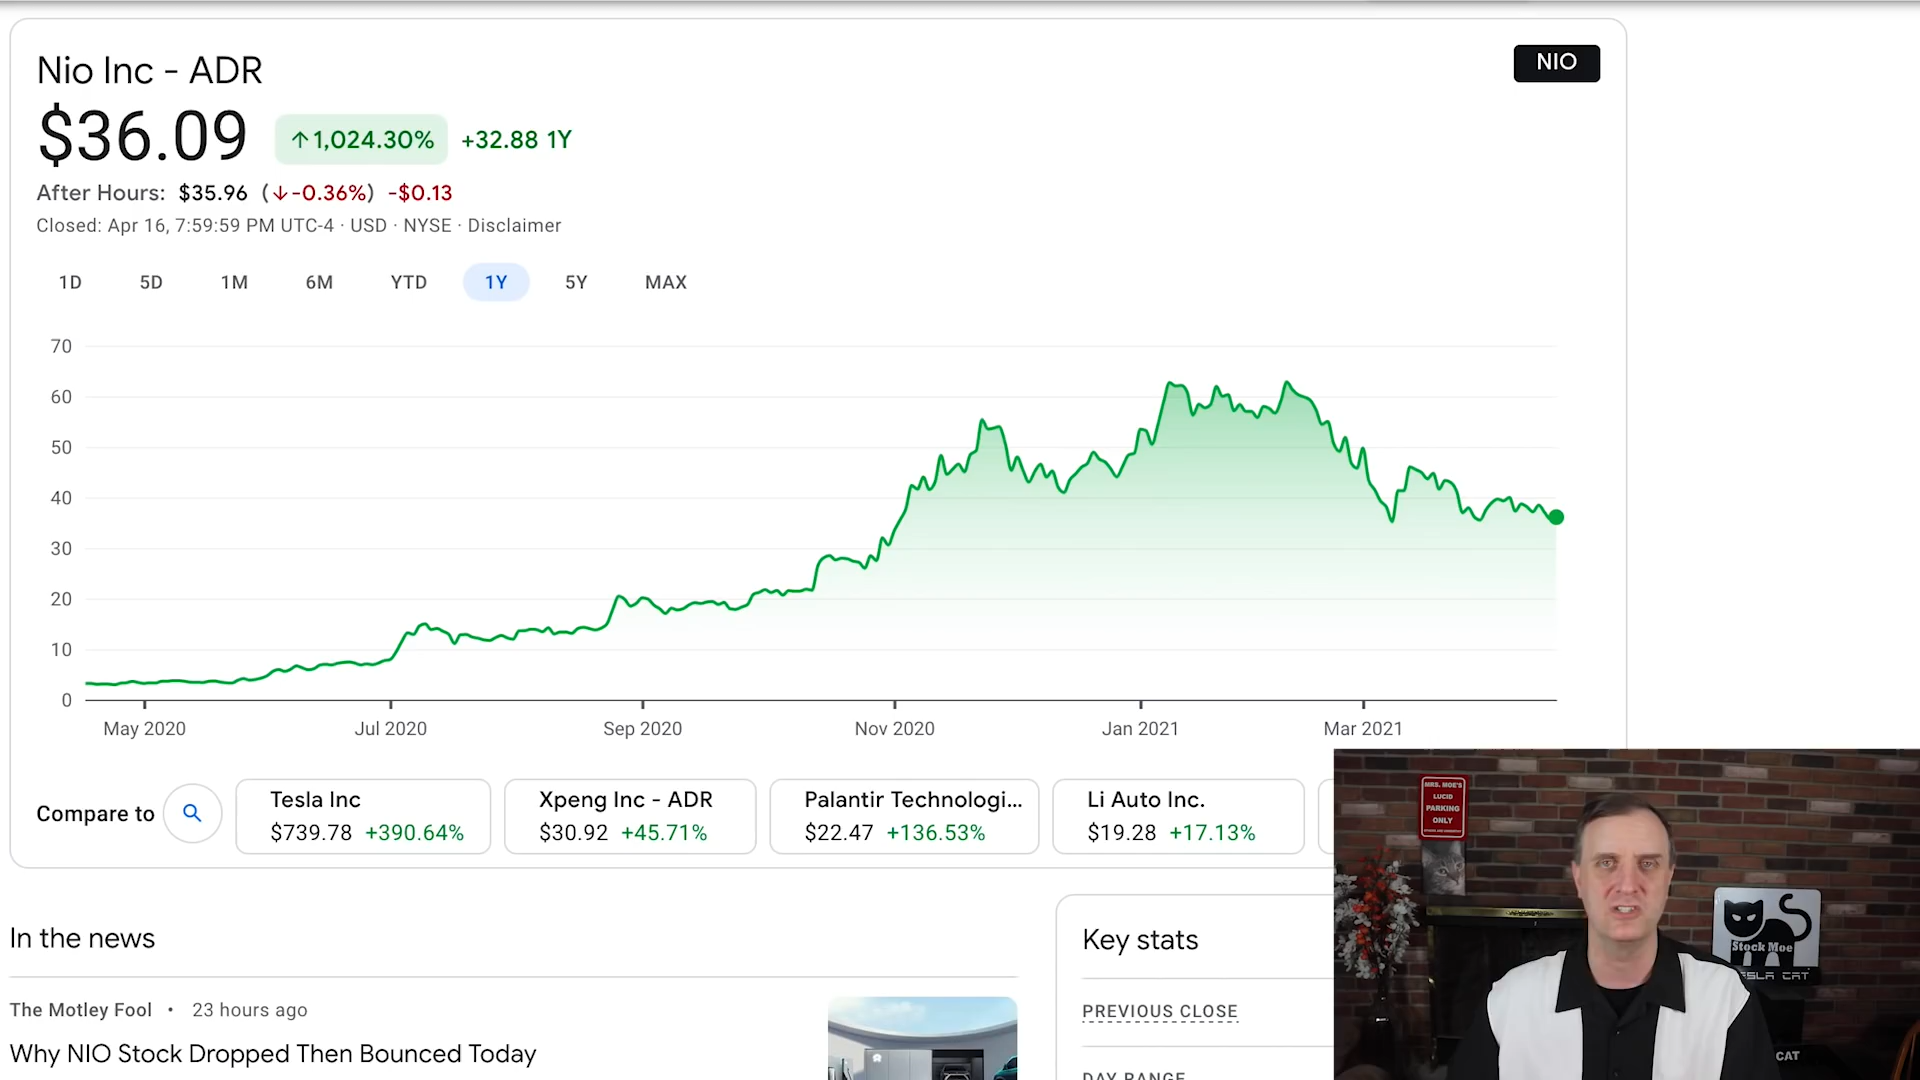 Nio Inc - ADR
NIO
$36.09 ↑1,024.30% +32.88 1Y
After Hours: $35.96 (↓-0.36%) -$0.13
Closed: Apr 16, 7:59:59 PM UTC-4 · USD · NYSE · Disclaimer
1D 5D 1M 6M YTD 1Y 5Y MAX
70
60
50
40
30
20
10
0
May 2020 Jul 2020 Sep 2020 Nov 2020 Jan 2021 Mar 2021
Compare to
Tesla Inc
$739.78 +390.64%
Xpeng Inc - ADR
$30.92 +45.71%
Palantir Technologi...
$22.47 +136.53%
Li Auto Inc.
$19.28 +17.13%
In the news
The Motley Fool • 23 hours ago
Why NIO Stock Dropped Then Bounced Today
Key stats
PREVIOUS CLOSE
DAY RANGE
MRS. MOE'S
LUCID
PARKING
ONLY
Stock Moe
CAT